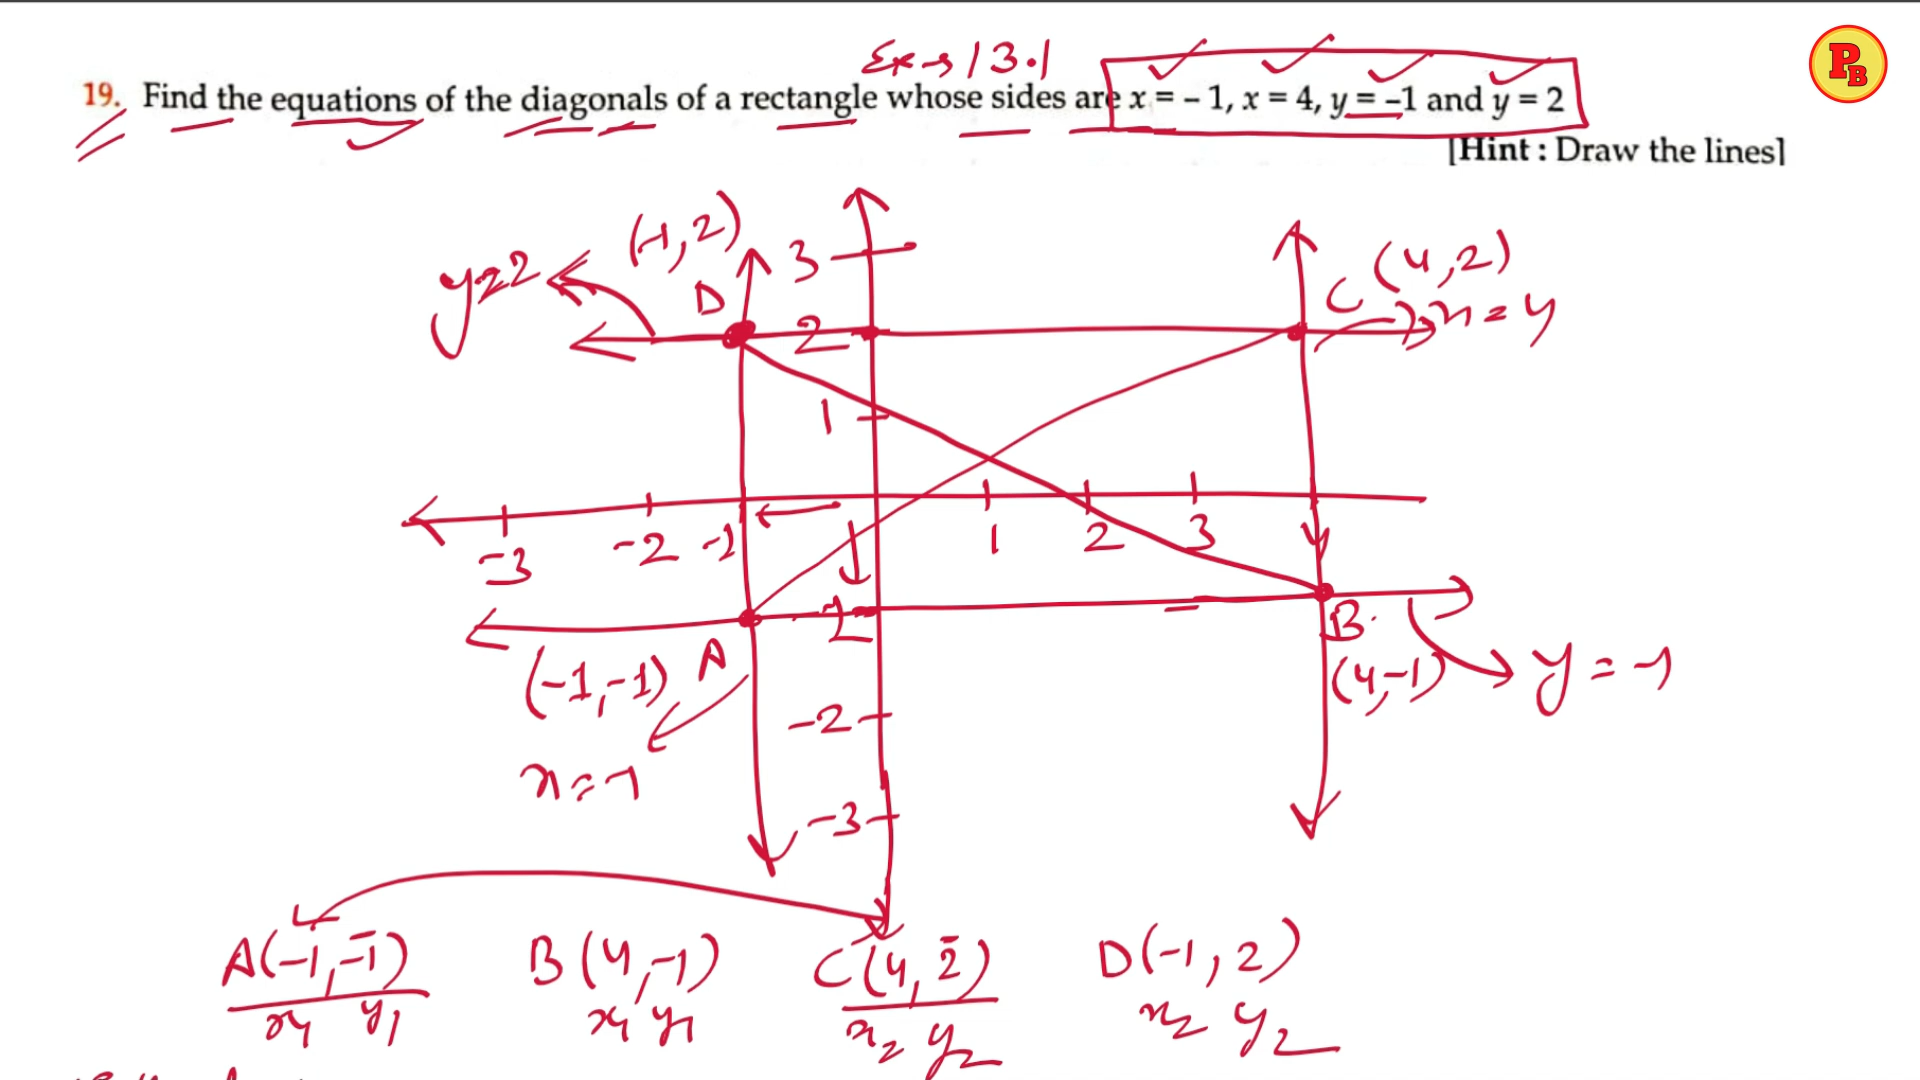 Ex → 13.1
19. Find the equations of the diagonals of a rectangle whose sides are x = – 1, x = 4, y = –1 and y = 2
[Hint : Draw the lines]
PB
(-1,2)
y=2
D
3
C (4,2)
x=4
2
1
-3 -2 -1 1 2 3
-1
B
(-1,-1) A
(4,-1)
y=-1
-2
x=-1
-3
A(-1,-1) B(4,-1) C(4,2) D(-1,2)
x1 y1 x1 y1 x2 y2 x2 y2